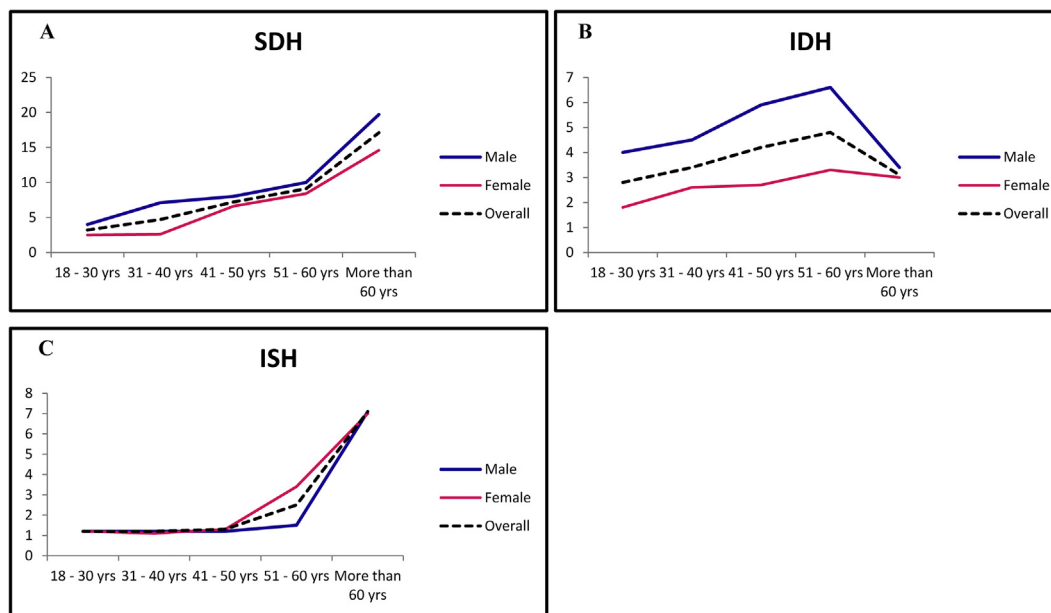 A
SDH
25
20
15
10
5
0
18 - 30 yrs 31 - 40 yrs 41 - 50 yrs 51 - 60 yrs More than
60 yrs
Male
Female
Overall
B
IDH
7
6
5
4
3
2
1
0
18 - 30 yrs 31 - 40 yrs 41 - 50 yrs 51 - 60 yrs More than
60 yrs
Male
Female
Overall
C
ISH
8
7
6
5
4
3
2
1
0
18 - 30 yrs 31 - 40 yrs 41 - 50 yrs 51 - 60 yrs More than
60 yrs
Male
Female
Overall